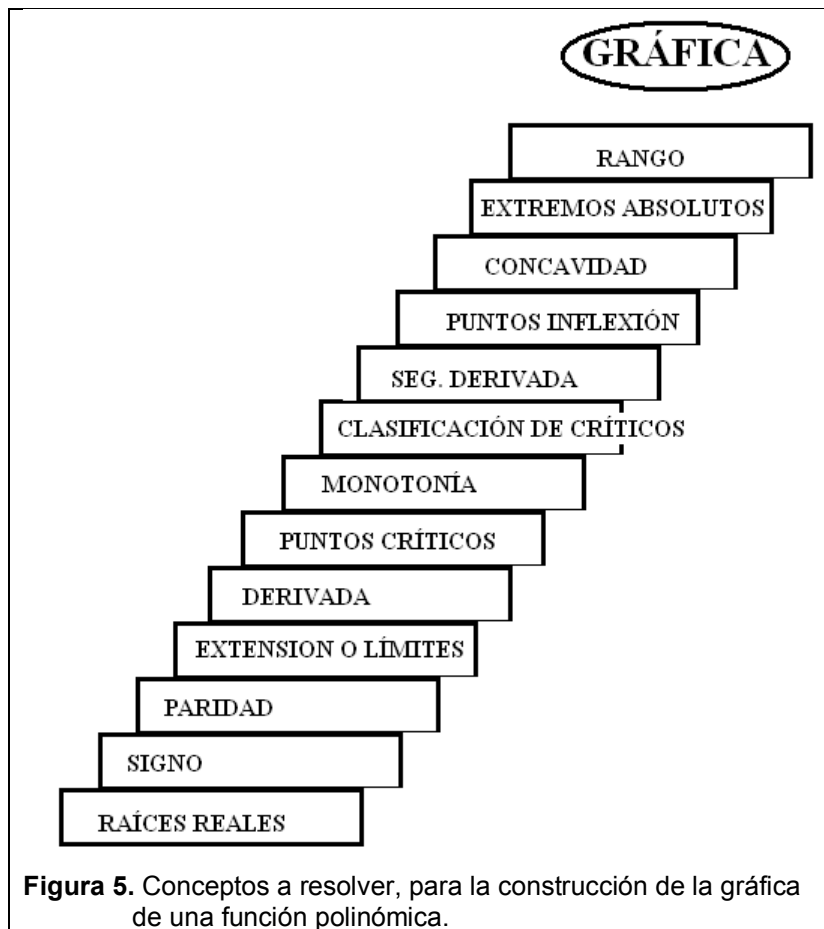 GRÁFICA
RANGO
EXTREMOS ABSOLUTOS
CONCAVIDAD
PUNTOS INFLEXIÓN
SEG. DERIVADA
CLASIFICACIÓN DE CRÍTICOS
MONOTONÍA
PUNTOS CRÍTICOS
DERIVADA
EXTENSION O LÍMITES
PARIDAD
SIGNO
RAÍCES REALES
Figura 5. Conceptos a resolver, para la construcción de la gráfica
de una función polinómica.